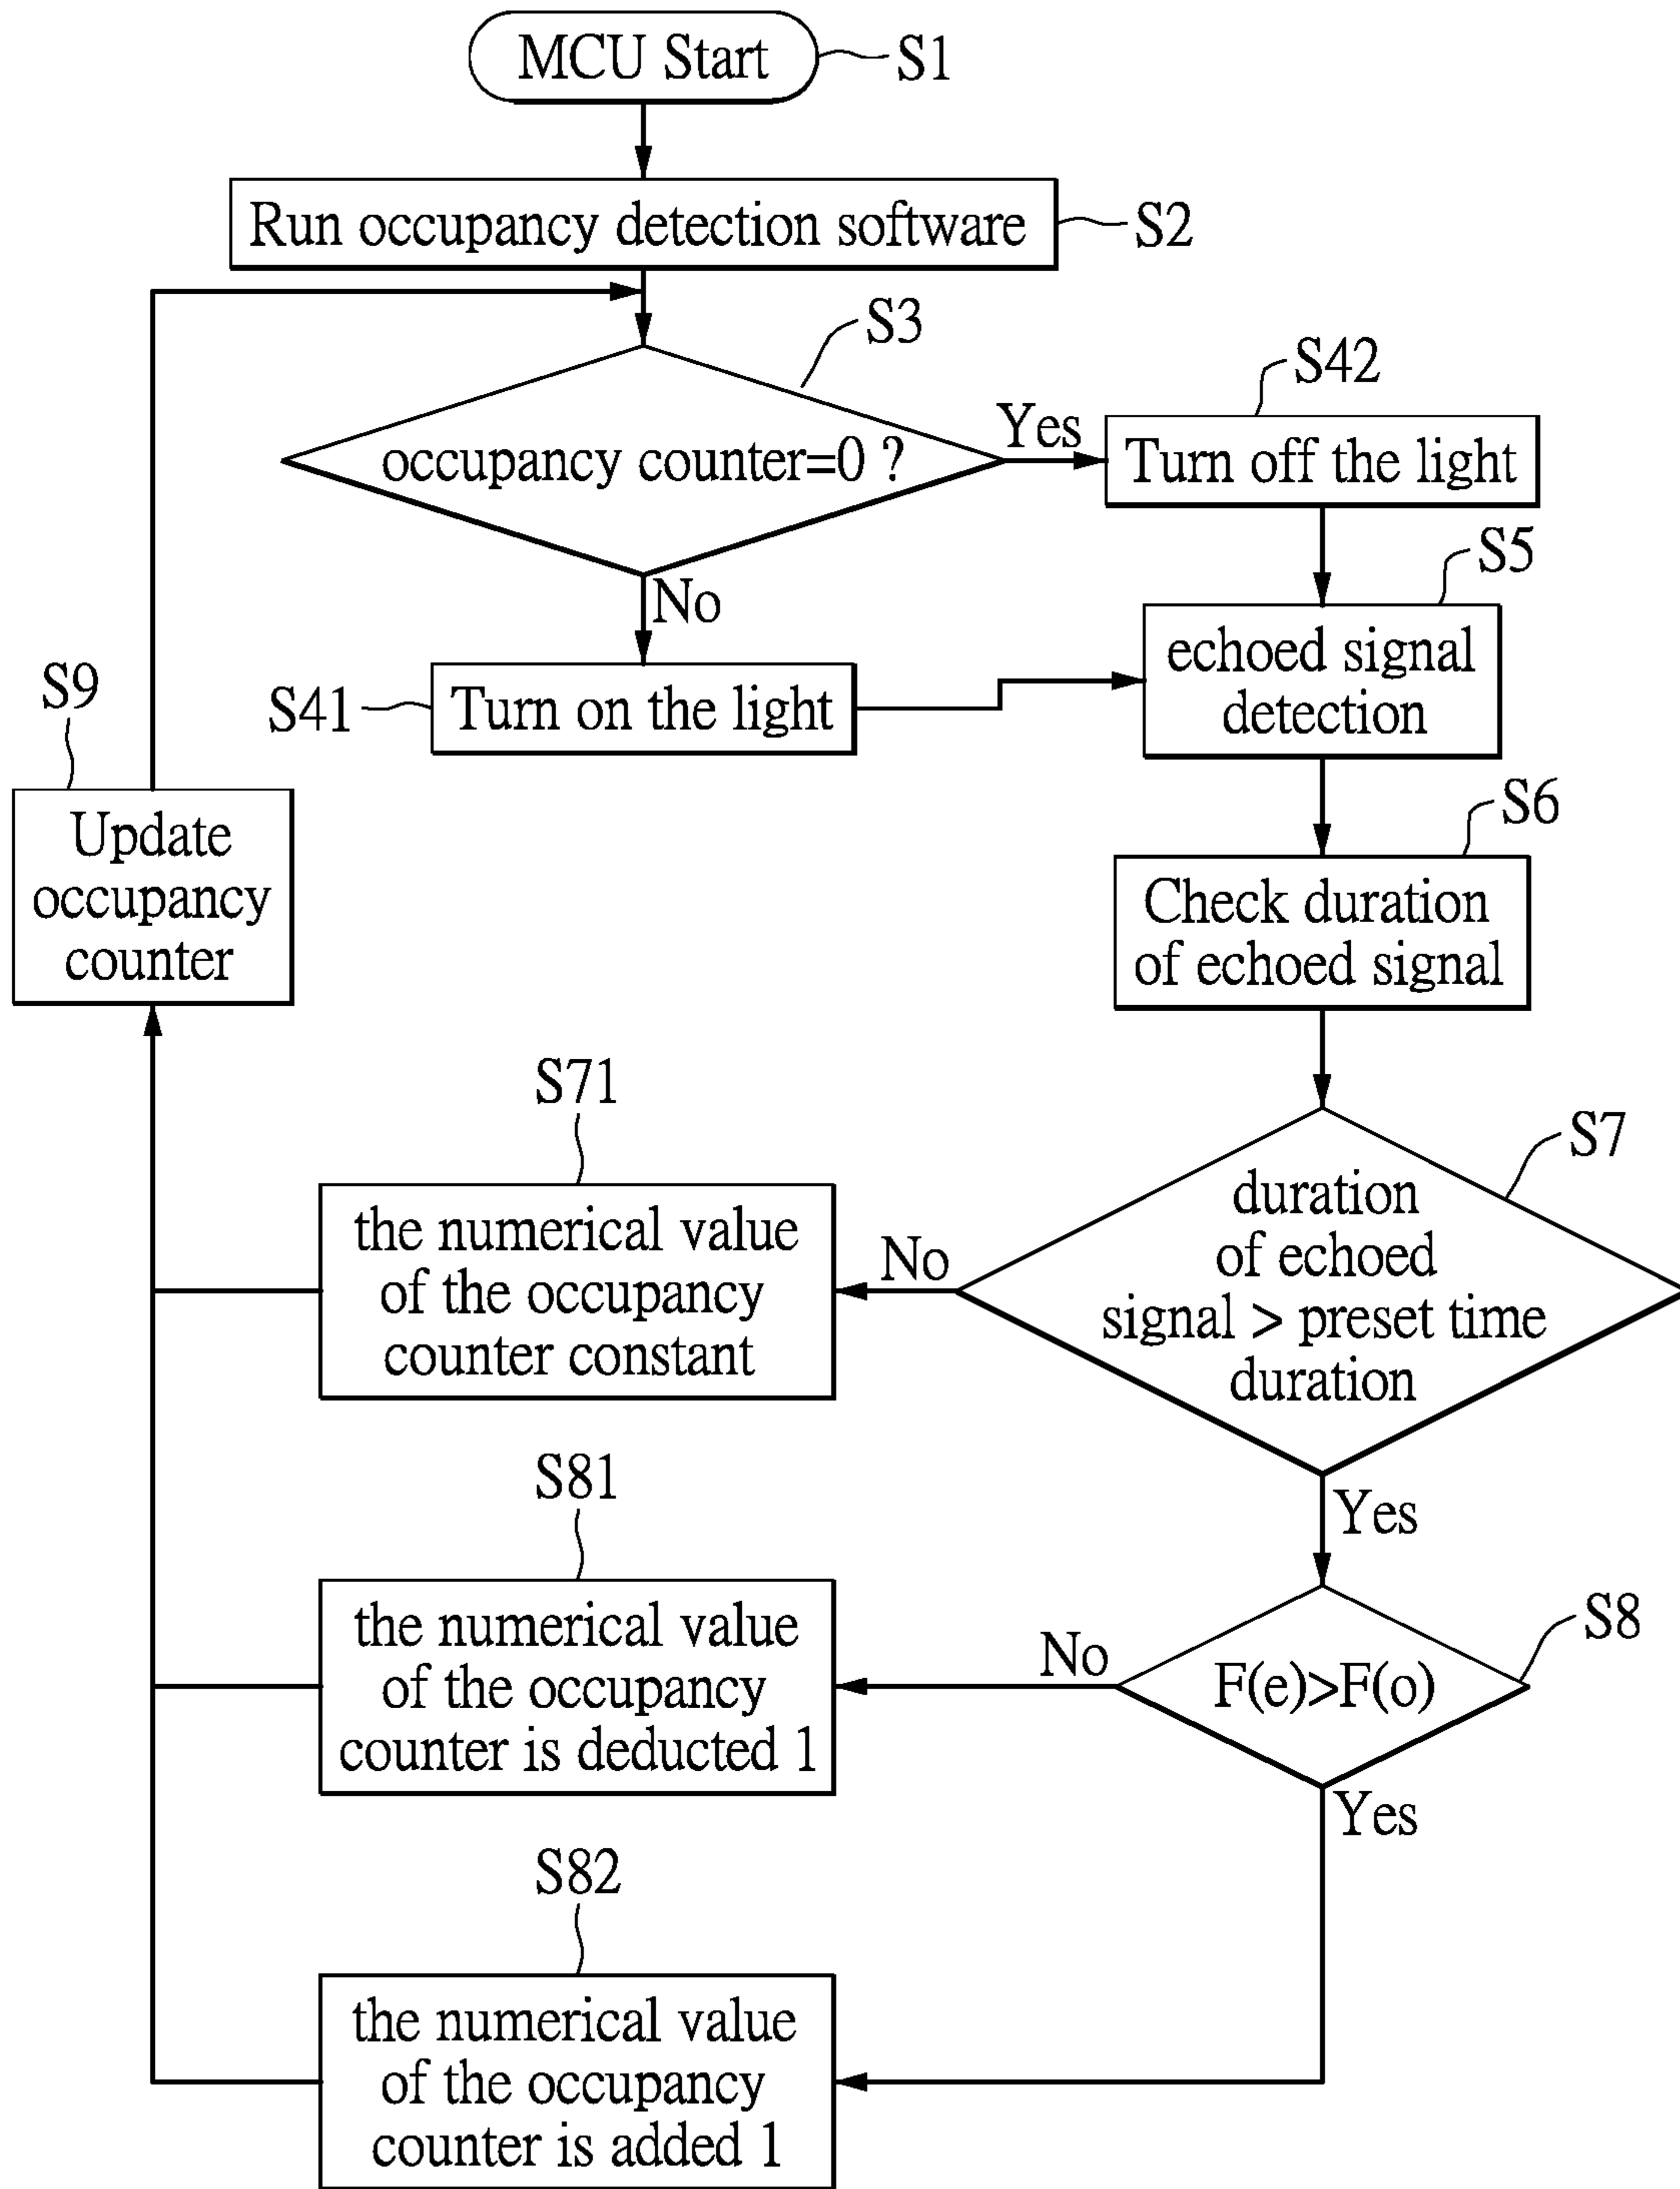 MCU Start
S1
Run occupancy detection software
S2
S3
occupancy counter=0 ?
Yes
S42
Turn off the light
No
S41
Turn on the light
S5
echoed signal
detection
S9
Update
occupancy
counter
S6
Check duration
of echoed signal
S7
duration
of echoed
signal > preset time
duration
No
S71
the numerical value
of the occupancy
counter constant
Yes
S8
F(e)>F(o)
No
S81
the numerical value
of the occupancy
counter is deducted 1
Yes
S82
the numerical value
of the occupancy
counter is added 1